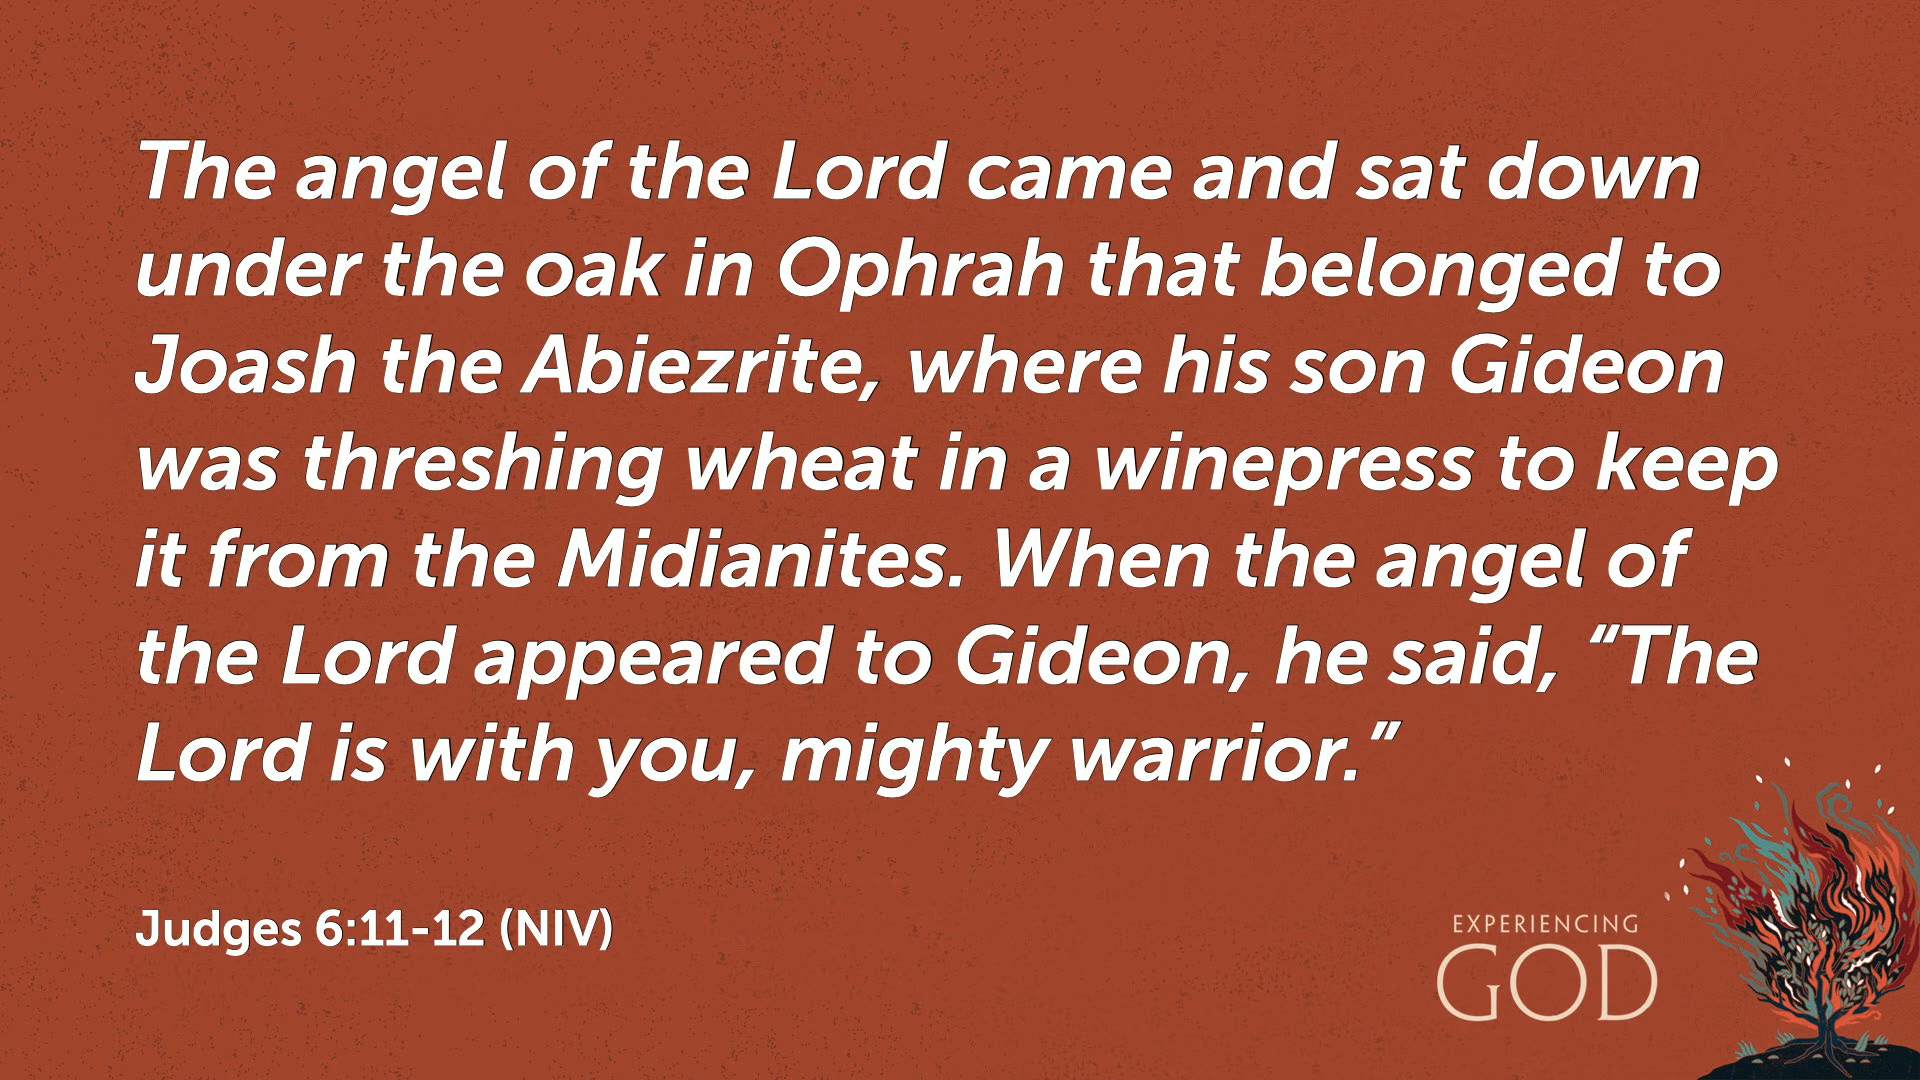 The angel of the Lord came and sat down
under the oak in Ophrah that belonged to
Joash the Abiezrite, where his son Gideon
was threshing wheat in a winepress to keep
it from the Midianites. When the angel of
the Lord appeared to Gideon, he said, “The
Lord is with you, mighty warrior.”
Judges 6:11-12 (NIV)
EXPERIENCING
GOD